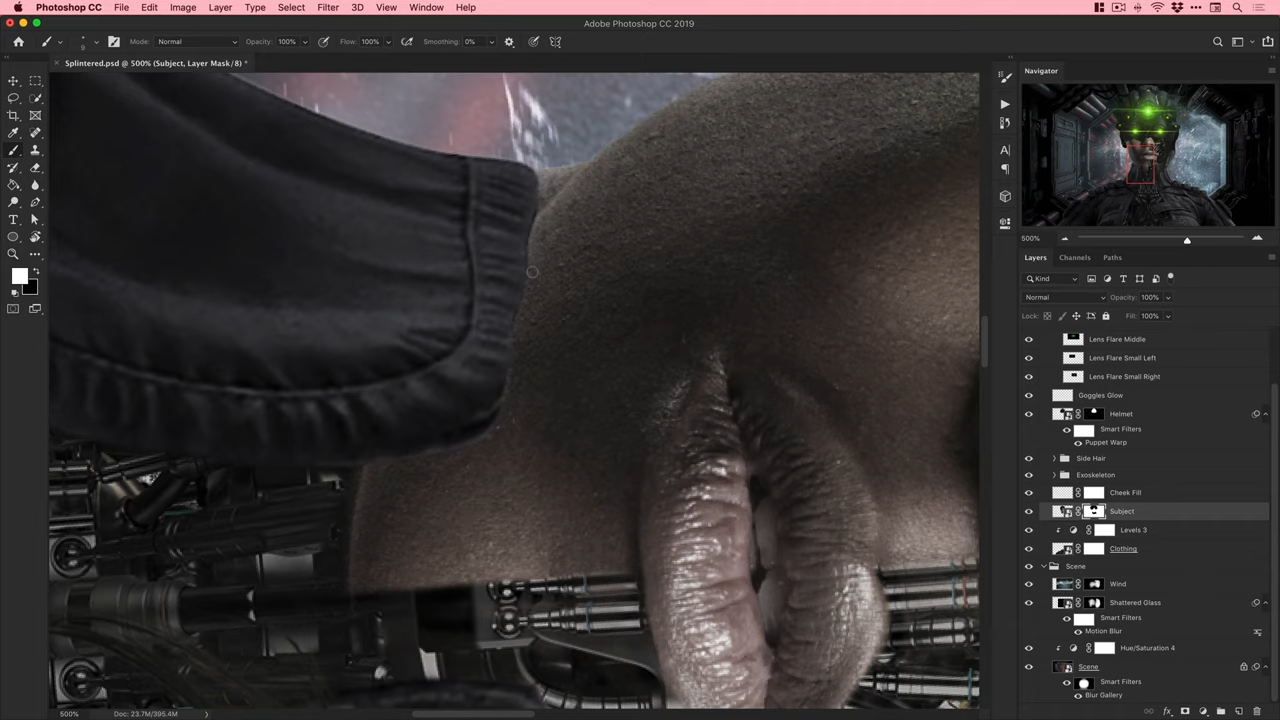 Photoshop CC File Edit Image Layer Type Select Filter 3D View Window Help
Adobe Photoshop CC 2019
9 Mode: Normal Opacity: 100% Flow: 100% Smoothing: 0%
Splintered.psd @ 500% (Subject, Layer Mask/8) *
Navigator
500%
Layers Channels Paths
Kind
Normal Opacity: 100%
Lock: Fill: 100%
Lens Flare Middle
Lens Flare Small Left
Lens Flare Small Right
Goggles Glow
Helmet
Smart Filters
Puppet Warp
Side Hair
Exoskeleton
Cheek Fill
Subject
Levels 3
Clothing
Scene
Wind
Shattered Glass
Smart Filters
Motion Blur
Hue/Saturation 4
Scene
Smart Filters
Blur Gallery
500% Doc: 23.7M/395.4M